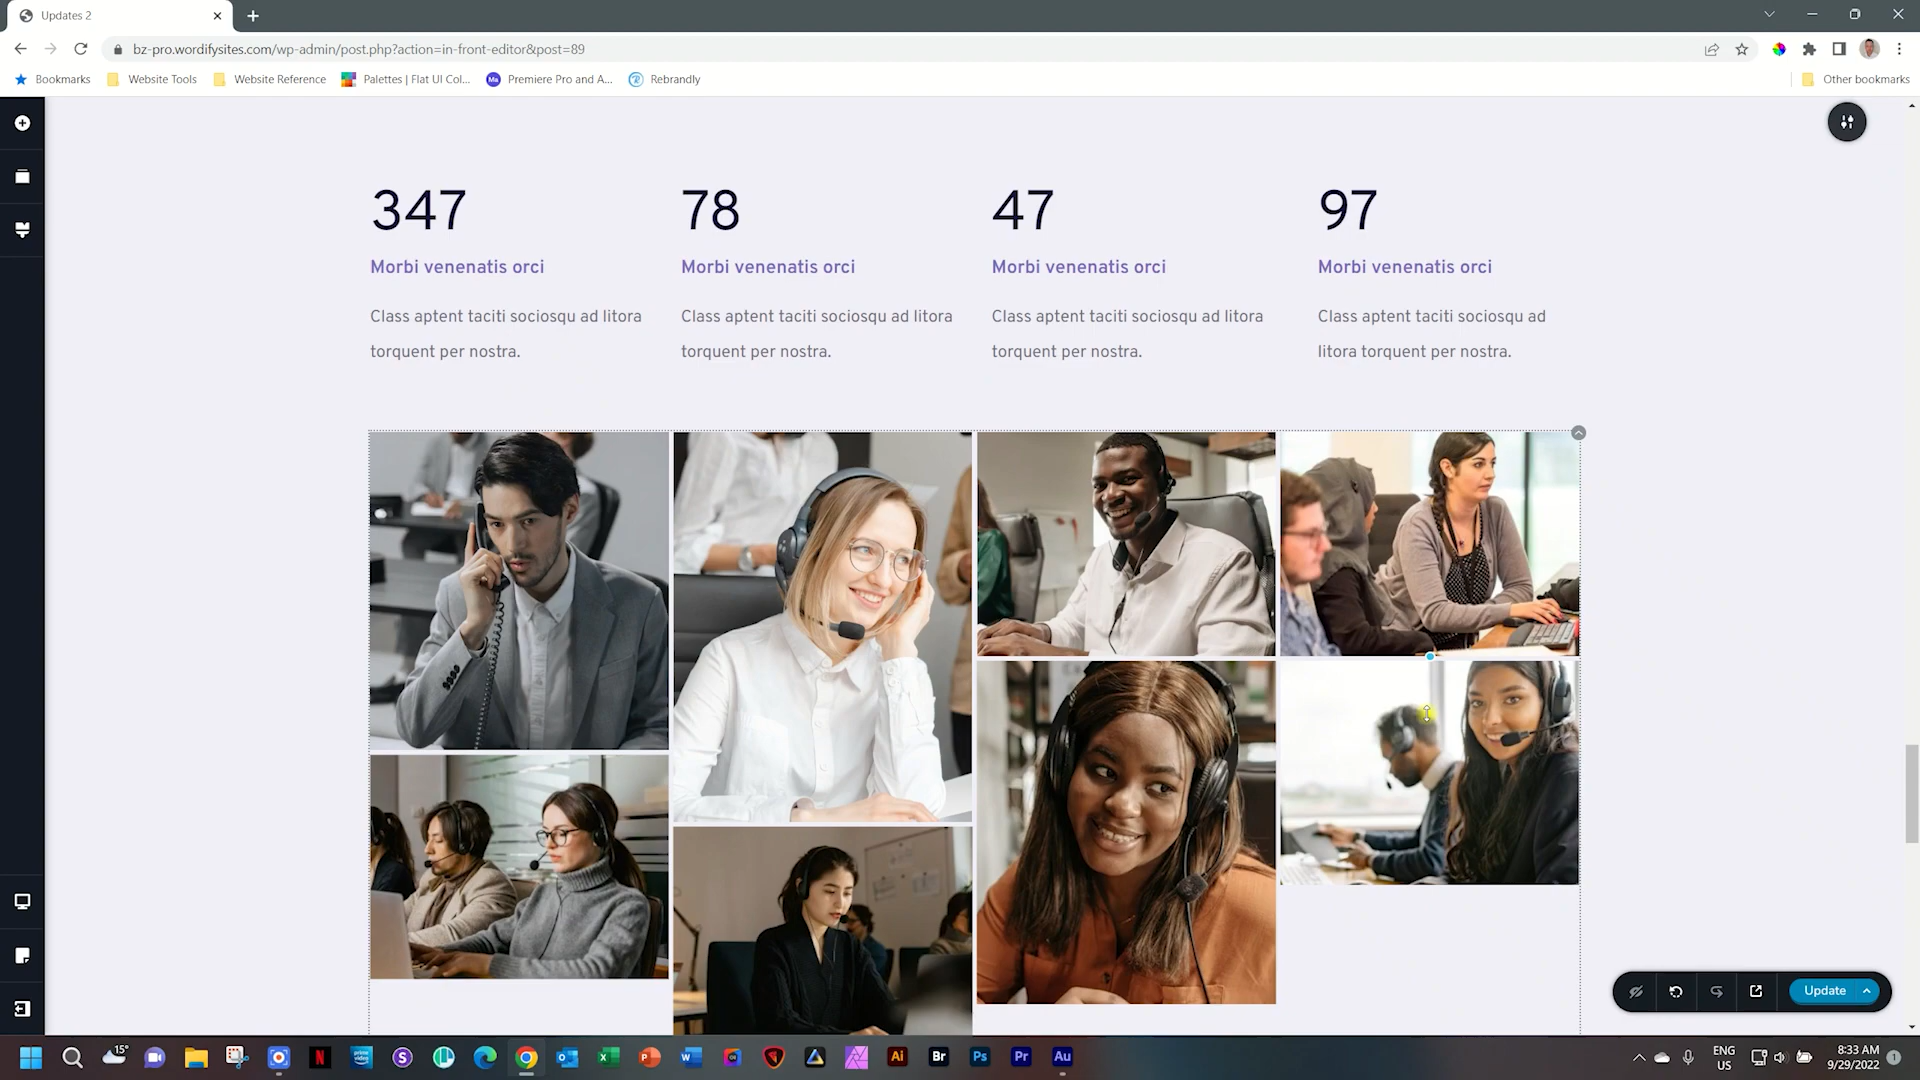 Updates 2
bz-pro.wordifysites.com/wp-admin/post.php?action=in-front-editor&post=89
Bookmarks
Website Tools
Website Reference
Palettes | Flat UI Col...
Ma
Premiere Pro and A...
Rebrandly
Other bookmarks
347
78
47
97
Morbi venenatis orci
Morbi venenatis orci
Morbi venenatis orci
Morbi venenatis orci
Class aptent taciti sociosqu ad litora
torquent per nostra.
Class aptent taciti sociosqu ad litora
torquent per nostra.
Class aptent taciti sociosqu ad litora
torquent per nostra.
Class aptent taciti sociosqu ad
litora torquent per nostra.
Update
15°
Ai
Br
Ps
Pr
Au
ENG
US
8:33 AM
9/29/2022
1